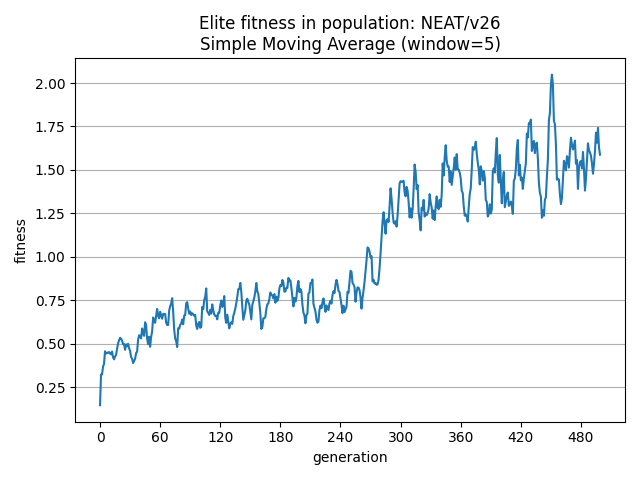 Elite fitness in population: NEAT/v26
Simple Moving Average (window=5)
2.00
1.75
1.50
1.25
1.00
0.75
0.50
0.25
fitness
0 60 120 180 240 300 360 420 480
generation